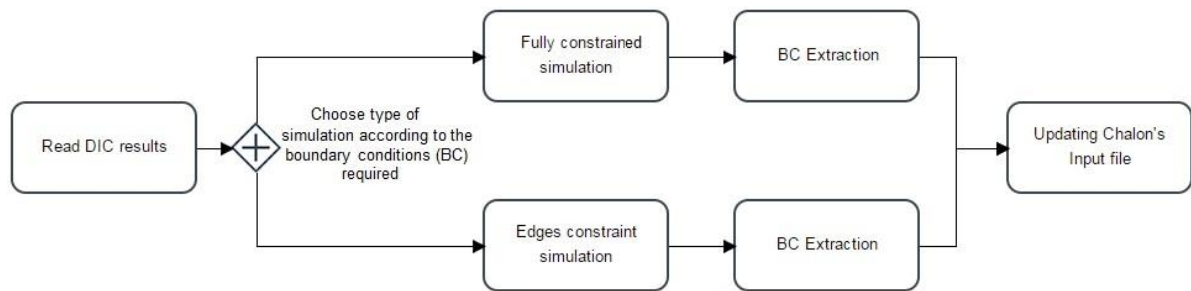 Read DIC results
Choose type of
simulation according to the
boundary conditions (BC)
required
Fully constrained
simulation
BC Extraction
Edges constraint
simulation
BC Extraction
Updating Chalon's
Input file